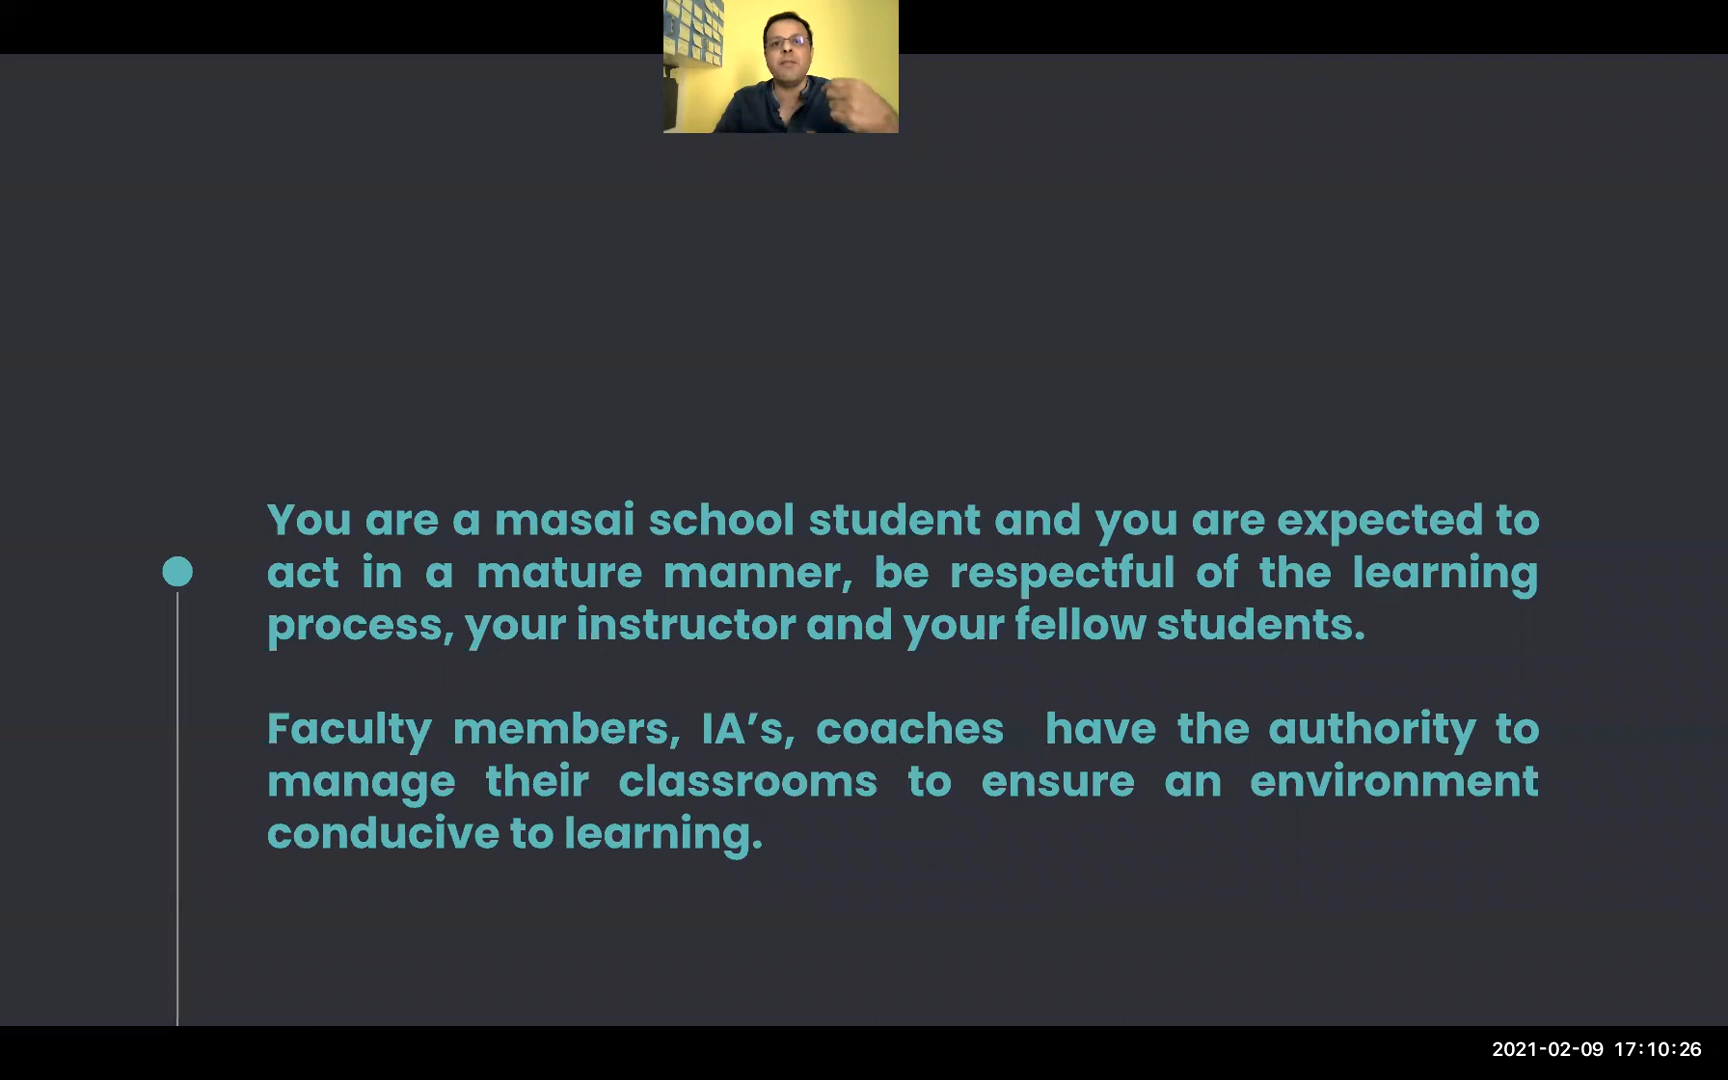 You are a masai school student and you are expected to
act in a mature manner, be respectful of the learning
process, your instructor and your fellow students.
Faculty members, IA’s, coaches have the authority to
manage their classrooms to ensure an environment
conducive to learning.
2021-02-09 17:10:26